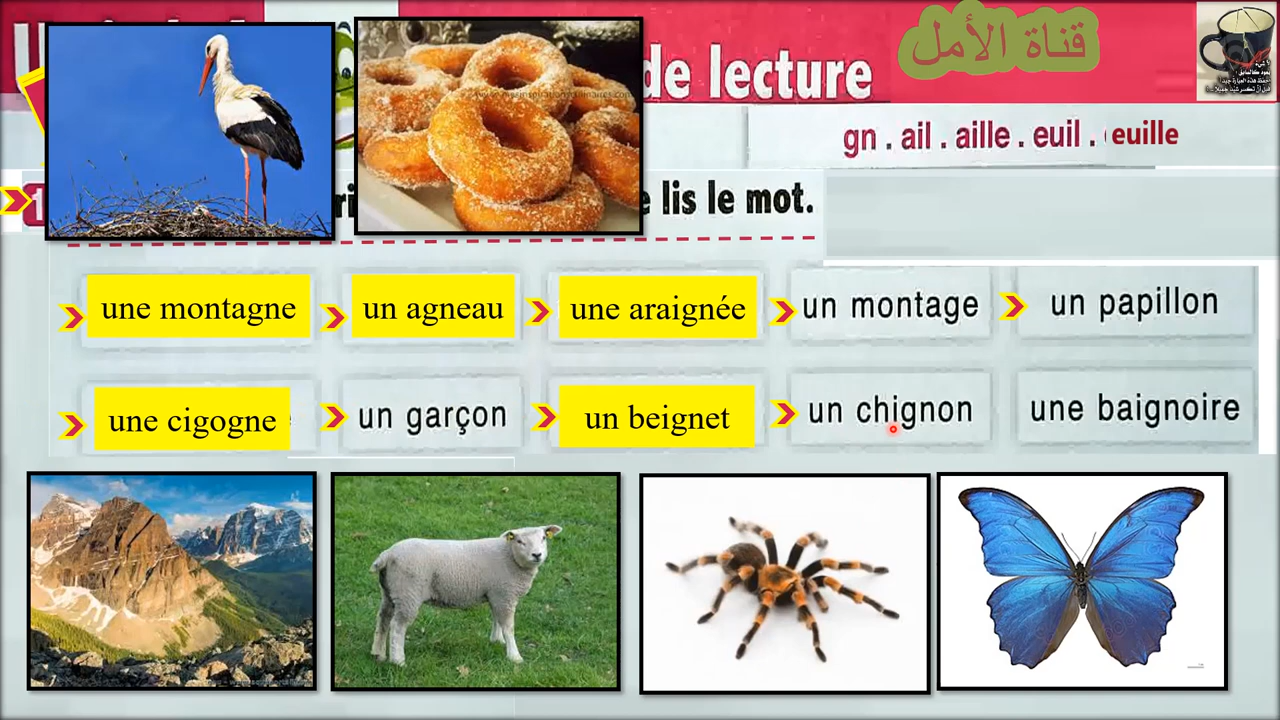 de lecture
قناة الأمل
gn . ail . aille . euil . euille
lis le mot.
une montagne
un agneau
une araignée
un montage
un papillon
une cigogne
un garçon
un beignet
un chignon
une baignoire